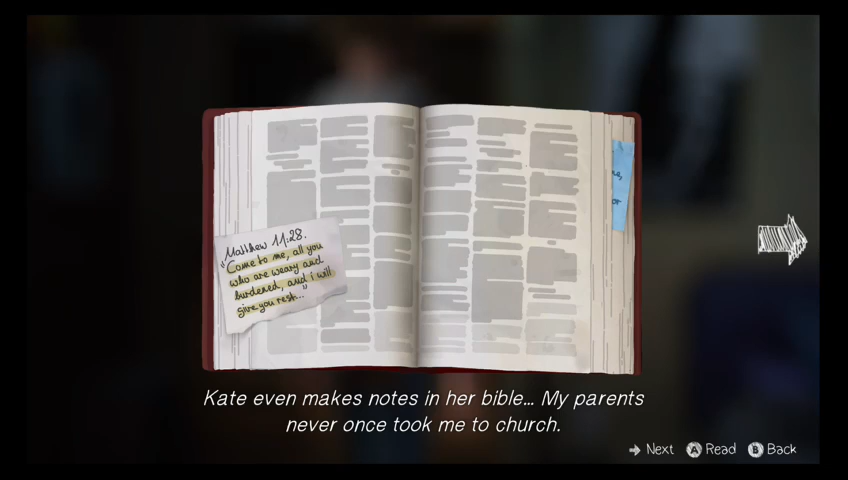 Matthew 11:28.
"Come to me, all you
who are weary and
burdened, and i will
give you rest..."
Kate even makes notes in her bible... My parents
never once took me to church.
Next A Read B Back